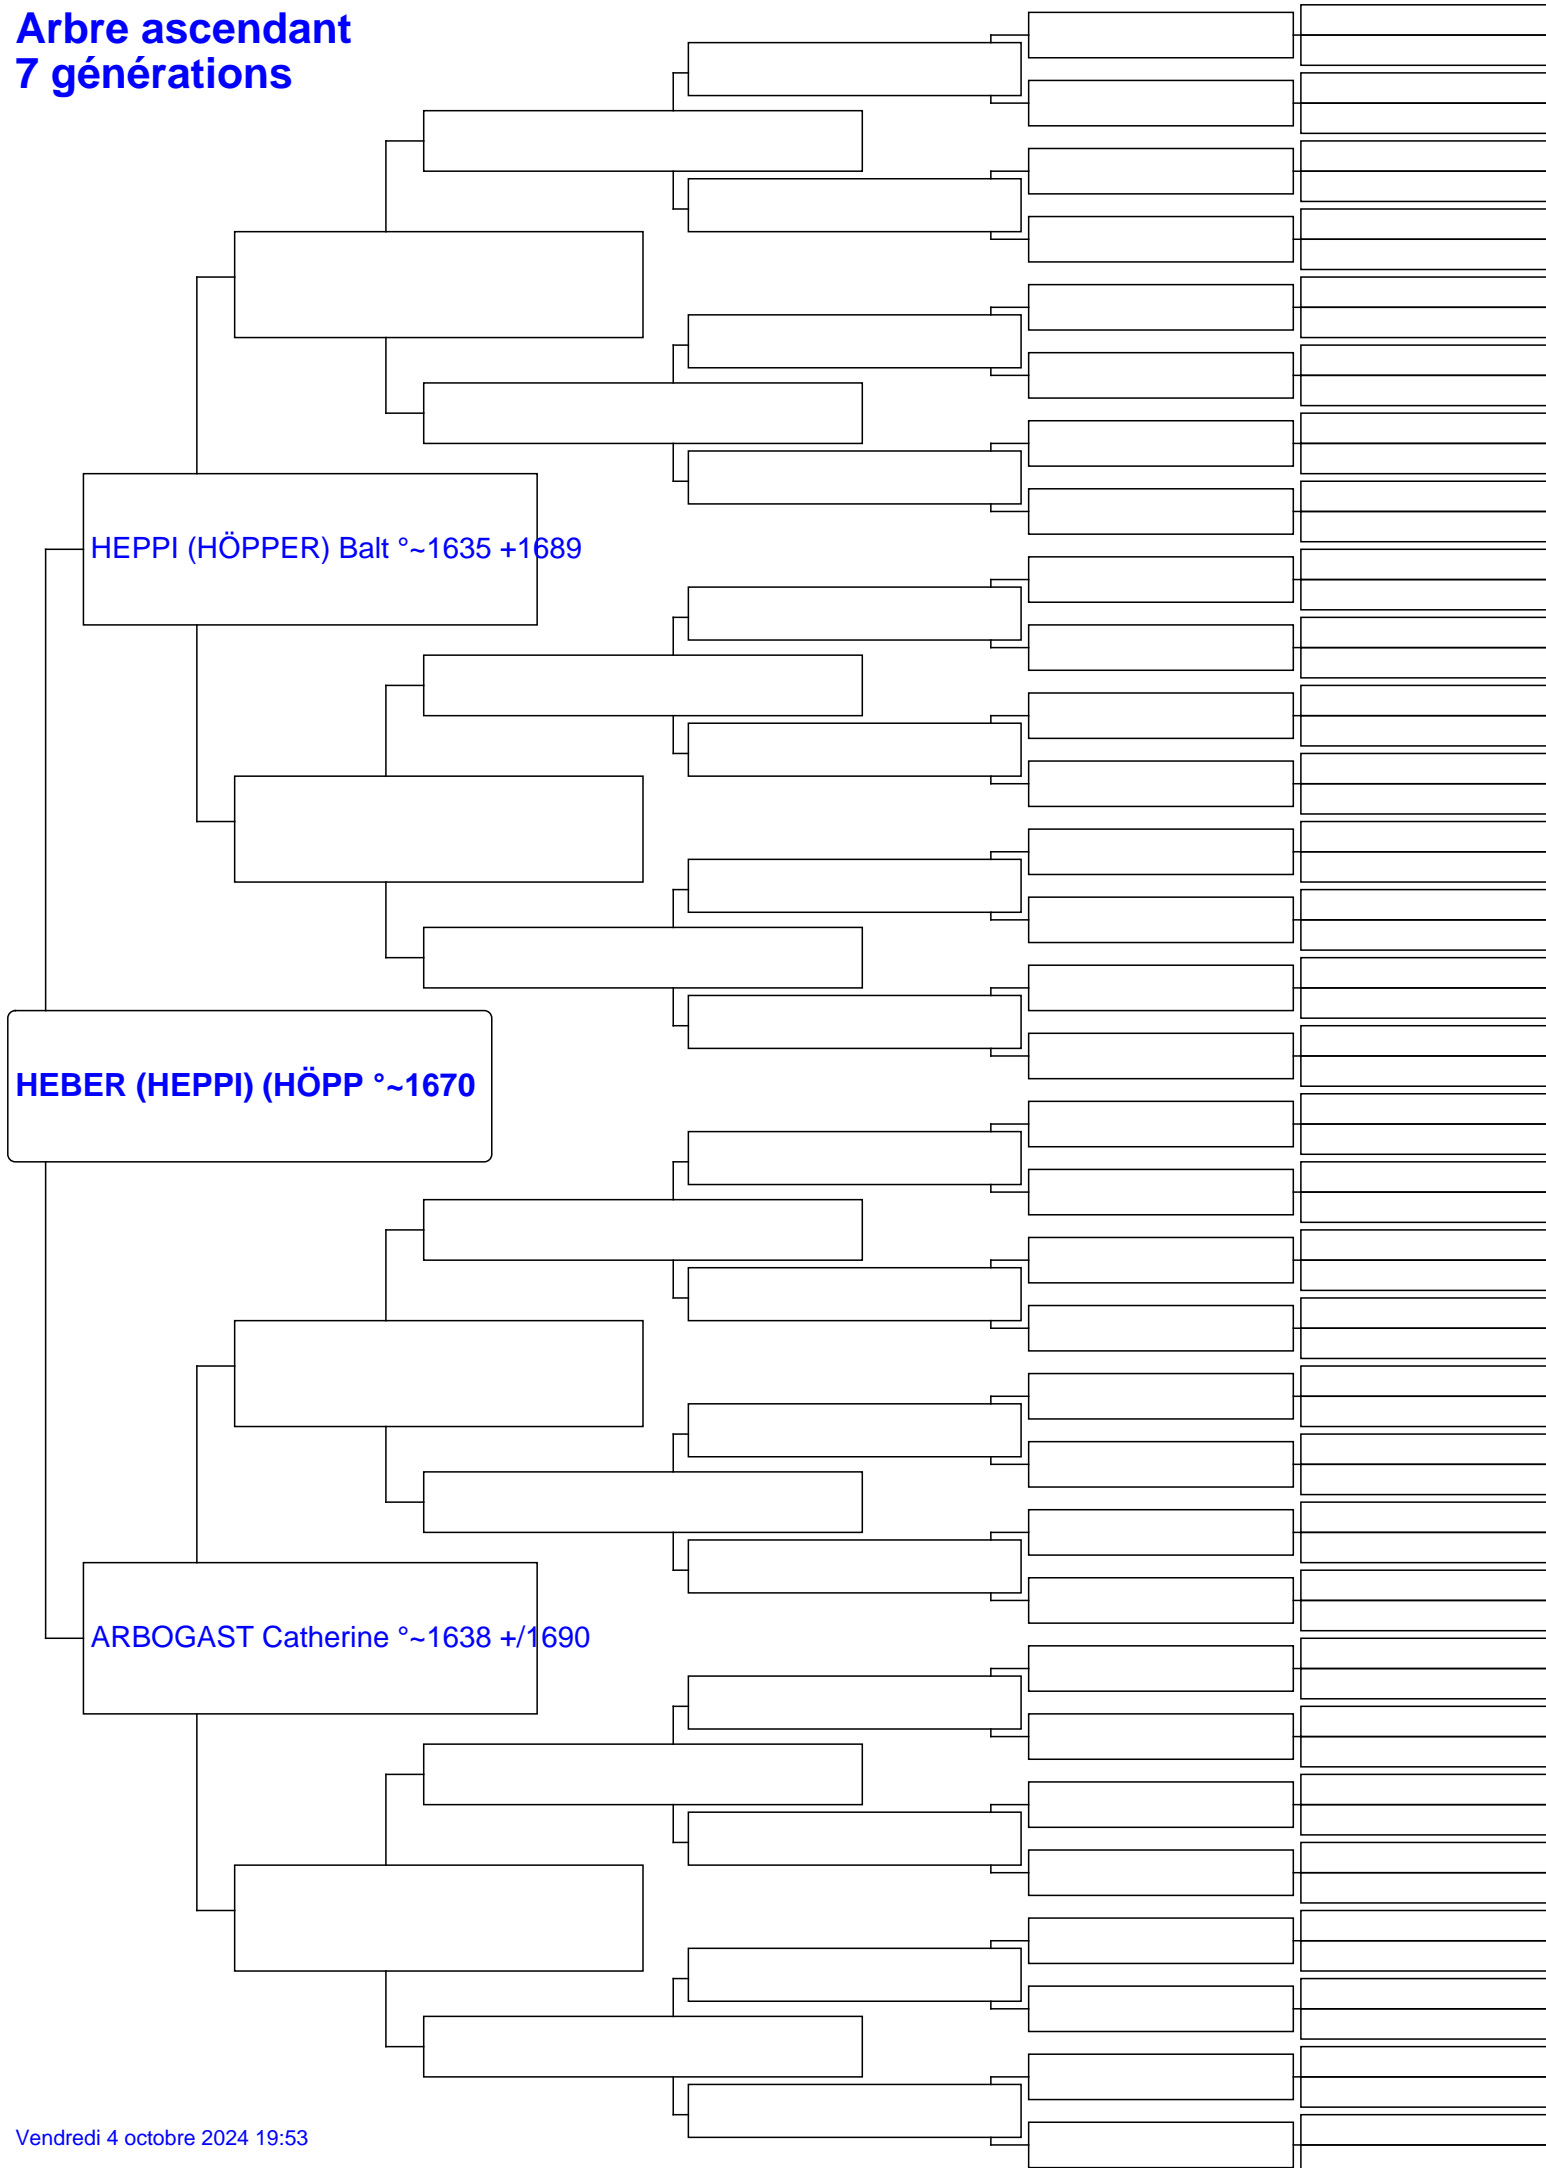 Arbre ascendant
7 générations
HEPPI (HÖPPER) Balt °~1635 +1689
HEBER (HEPPI) (HÖPP °~1670
ARBOGAST Catherine °~1638 +/1690
Vendredi 4 octobre 2024 19:53